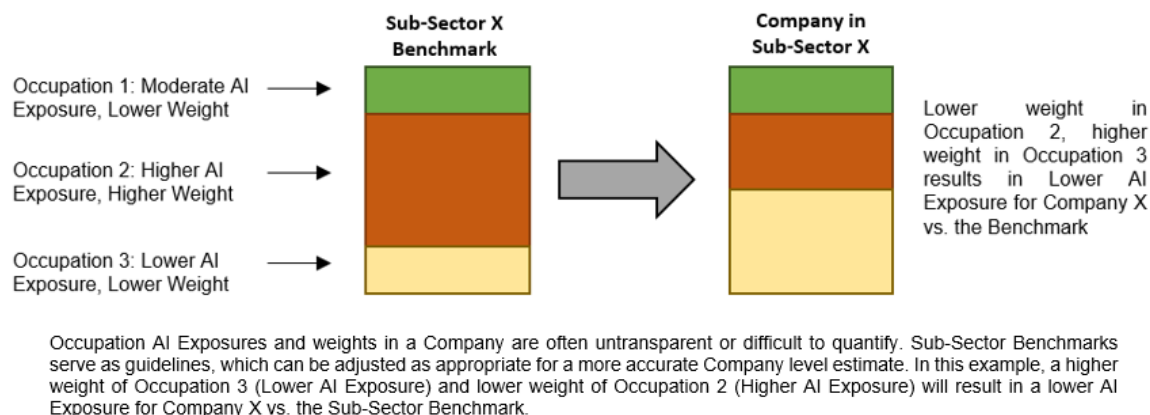 Sub-Sector X
Benchmark
Company in
Sub-Sector X
Occupation 1: Moderate AI
Exposure, Lower Weight
Occupation 2: Higher AI
Exposure, Higher Weight
Occupation 3: Lower AI
Exposure, Lower Weight
Lower weight in
Occupation 2, higher
weight in Occupation 3
results in Lower AI
Exposure for Company X
vs. the Benchmark
Occupation AI Exposures and weights in a Company are often untransparent or difficult to quantify. Sub-Sector Benchmarks
serve as guidelines, which can be adjusted as appropriate for a more accurate Company level estimate. In this example, a higher
weight of Occupation 3 (Lower AI Exposure) and lower weight of Occupation 2 (Higher AI Exposure) will result in a lower AI
Exposure for Company X vs. the Sub-Sector Benchmark.